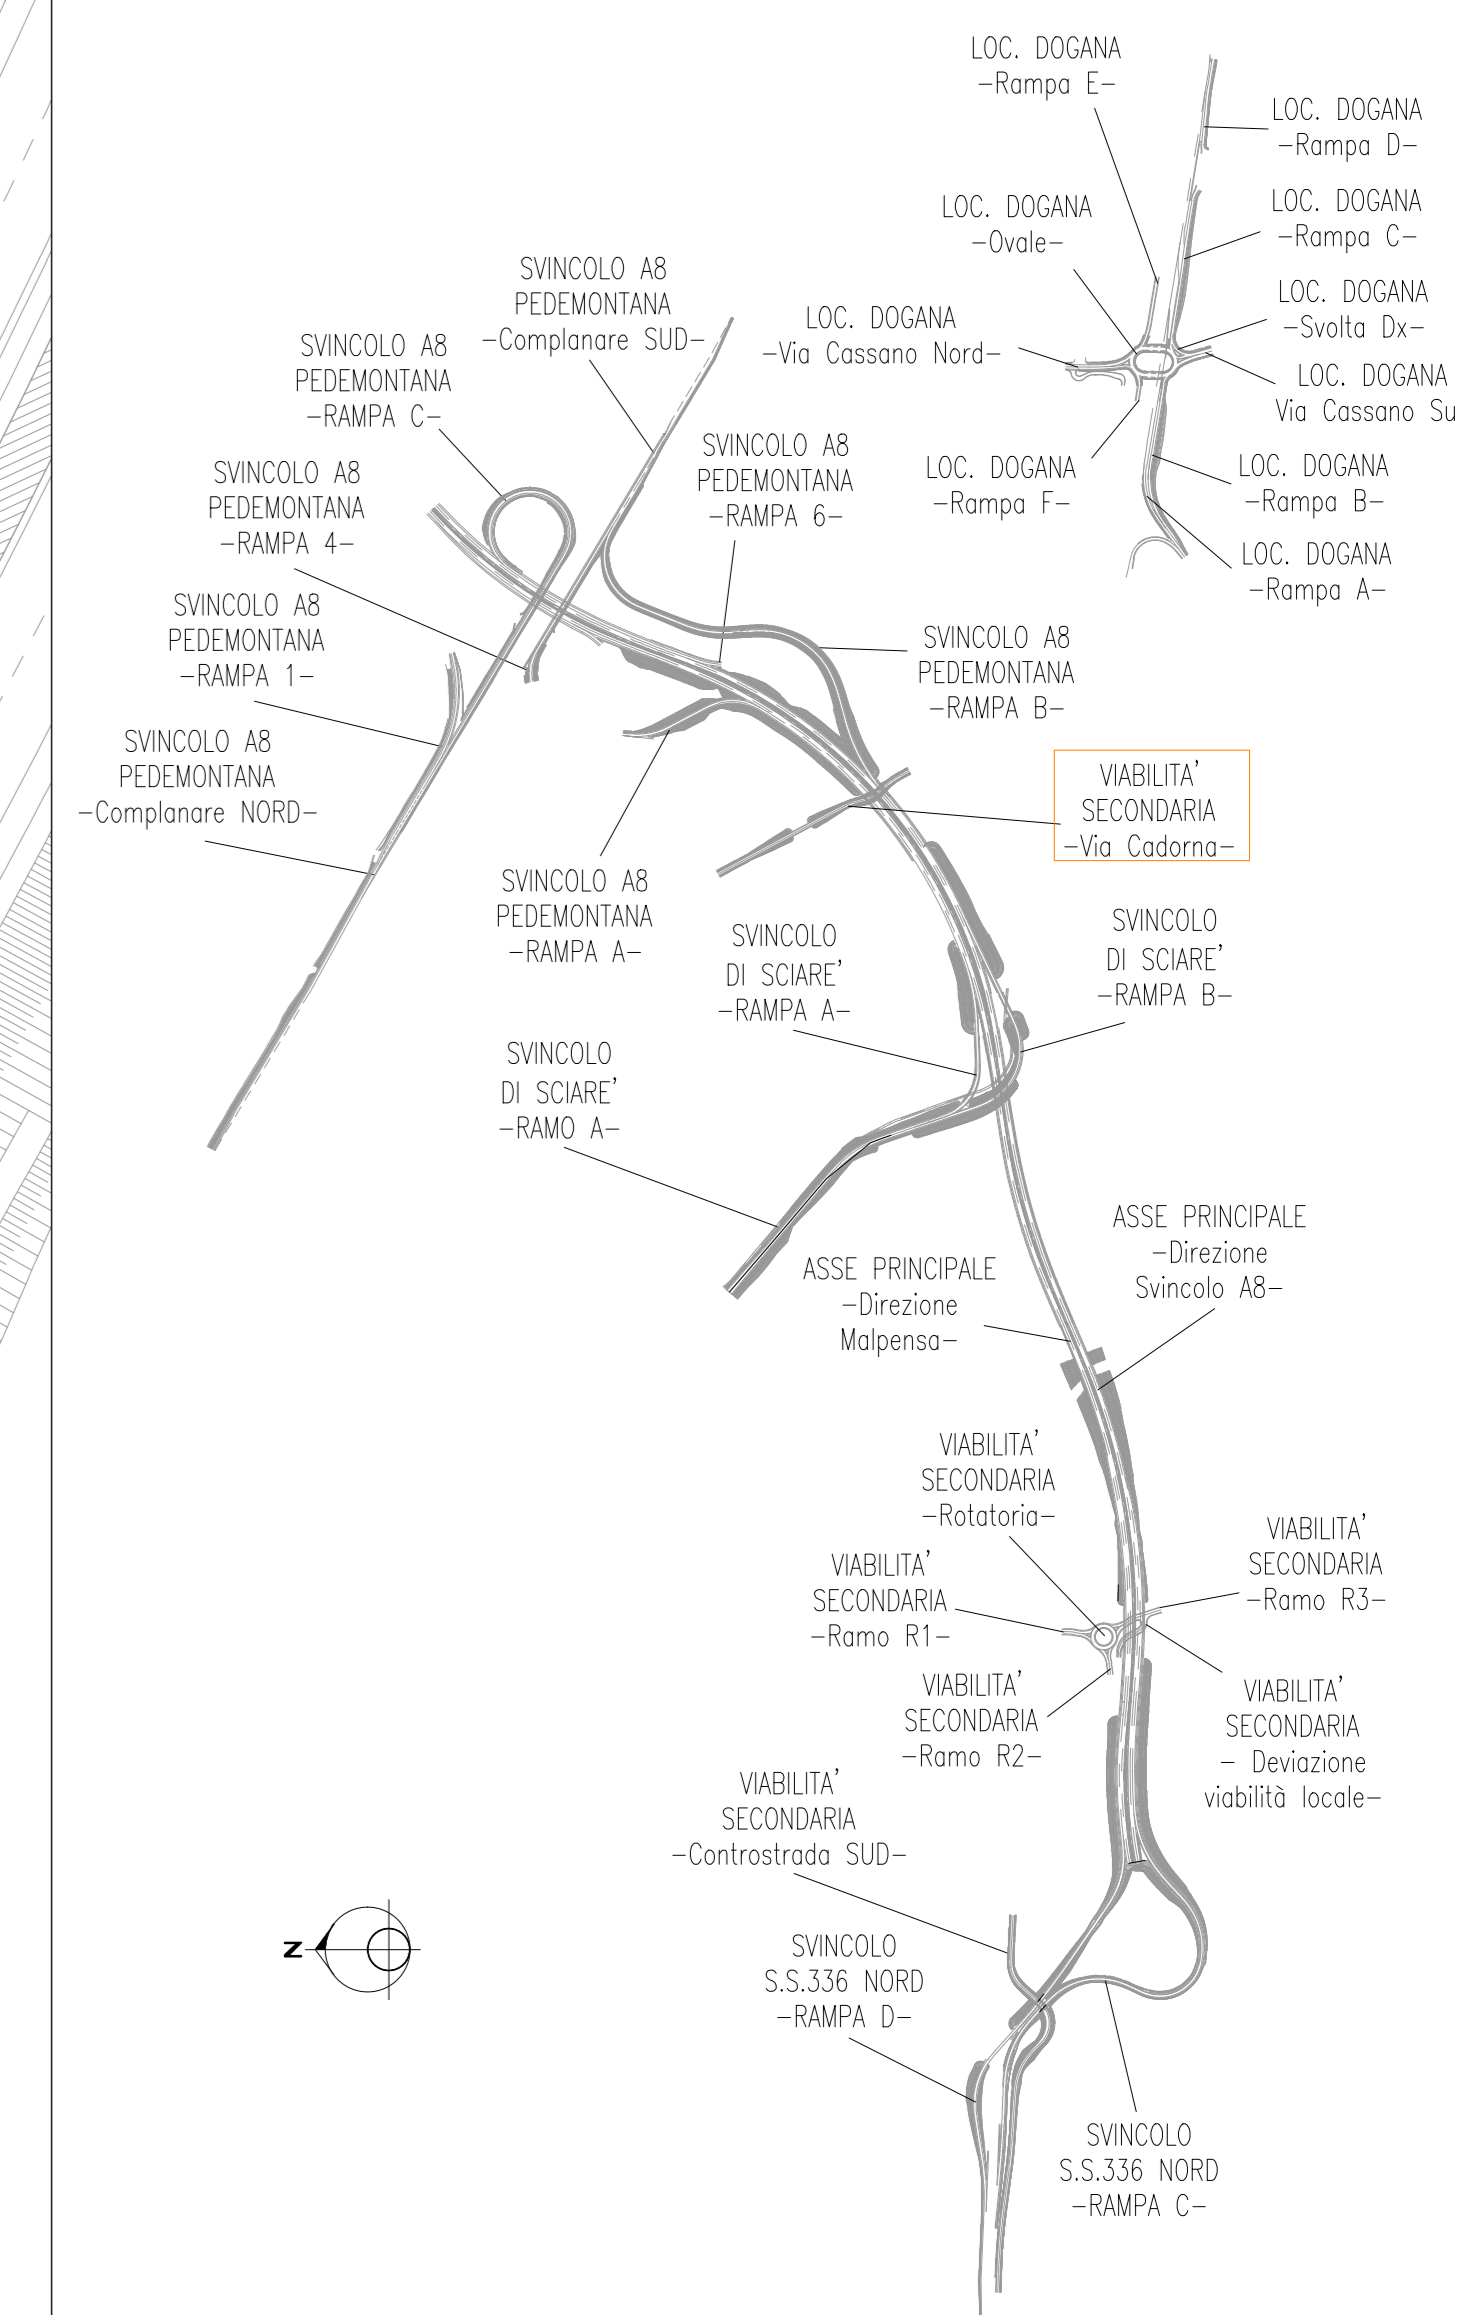 LOC. DOGANA
-Rampa E-
LOC. DOGANA
-Rampa D-
LOC. DOGANA
-Ovale-
LOC. DOGANA
-Rampa C-
SVINCOLO A8
PEDEMONTANA
-Complanare SUD-
LOC. DOGANA
-Svolta Dx-
LOC. DOGANA
-Via Cassano Nord-
SVINCOLO A8
PEDEMONTANA
-RAMPA C-
LOC. DOGANA
Via Cassano Su
SVINCOLO A8
PEDEMONTANA
-RAMPA 6-
LOC. DOGANA
-Rampa F-
LOC. DOGANA
-Rampa B-
SVINCOLO A8
PEDEMONTANA
-RAMPA 4-
LOC. DOGANA
-Rampa A-
SVINCOLO A8
PEDEMONTANA
-RAMPA 1-
SVINCOLO A8
PEDEMONTANA
-RAMPA B-
SVINCOLO A8
PEDEMONTANA
-Complanare NORD-
VIABILITA'
SECONDARIA
-Via Cadorna-
SVINCOLO A8
PEDEMONTANA
-RAMPA A-
SVINCOLO
DI SCIARE'
-RAMPA A-
SVINCOLO
DI SCIARE'
-RAMPA B-
SVINCOLO
DI SCIARE'
-RAMO A-
ASSE PRINCIPALE
-Direzione
Svincolo A8-
ASSE PRINCIPALE
-Direzione
Malpensa-
VIABILITA'
SECONDARIA
-Rotatoria-
VIABILITA'
SECONDARIA
-Ramo R3-
VIABILITA'
SECONDARIA
-Ramo R1-
VIABILITA'
SECONDARIA
-Ramo R2-
VIABILITA'
SECONDARIA
- Deviazione
viabilità locale-
VIABILITA'
SECONDARIA
-Controstrada SUD-
N
SVINCOLO
S.S.336 NORD
-RAMPA D-
SVINCOLO
S.S.336 NORD
-RAMPA C-